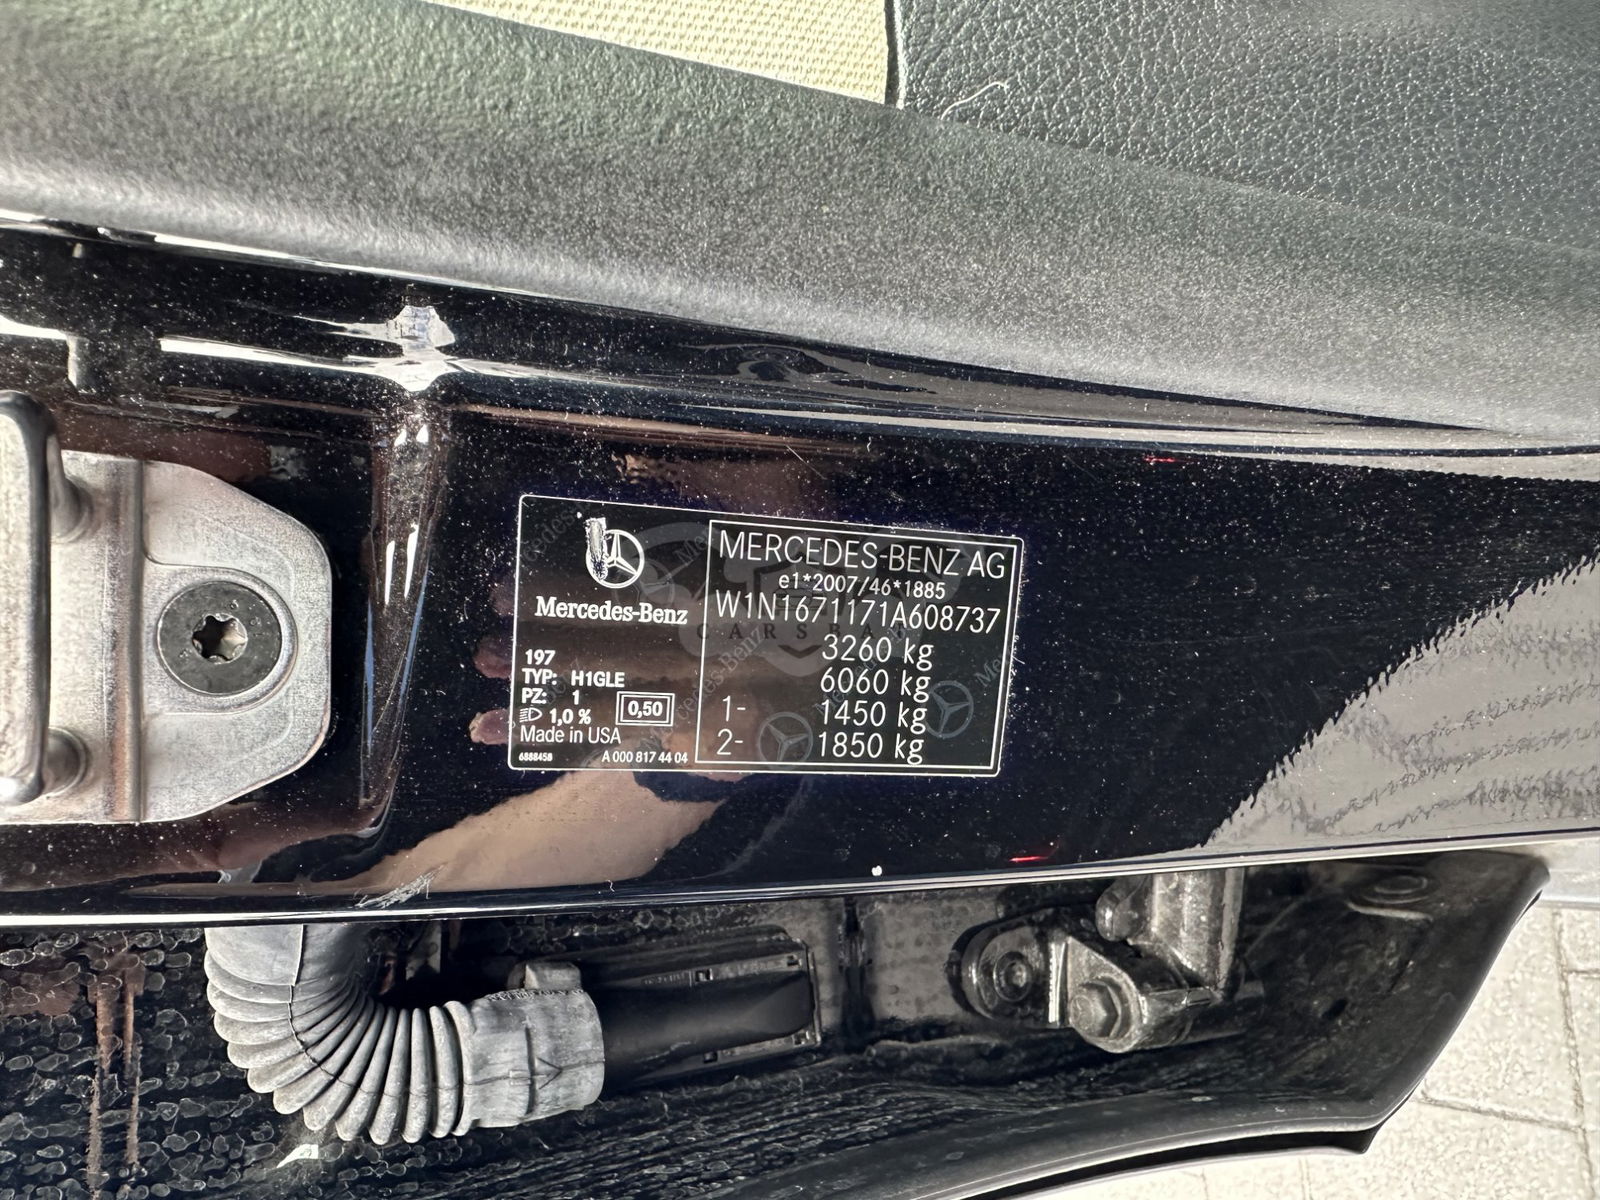 Mercedes-Benz
197
TYP: H1GLE
PZ: 1
1,0 % 0,50
Made in USA
688845B A 000 817 44 04
MERCEDES-BENZ AG
e1*2007/46*1885
W1N1671171A608737
3260 kg
6060 kg
1- 1450 kg
2- 1850 kg